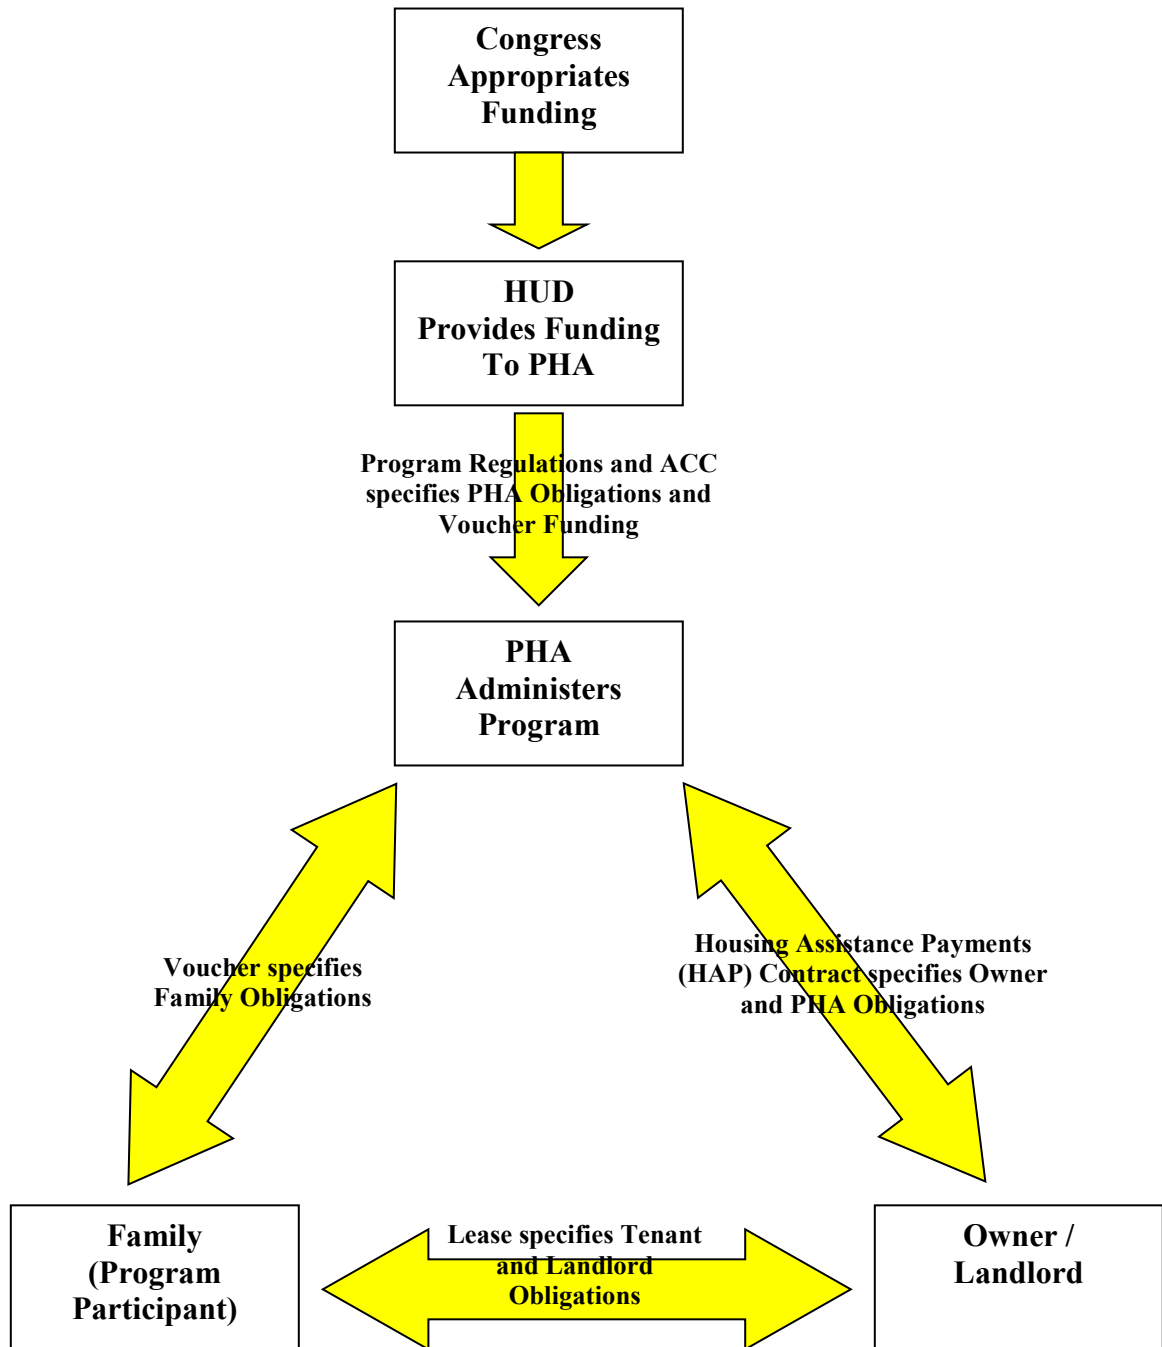 Congress
Appropriates
Funding
HUD
Provides Funding
To PHA
Program Regulations and ACC
specifies PHA Obligations and
Voucher Funding
PHA
Administers
Program
Voucher specifies
Family Obligations
Housing Assistance Payments
(HAP) Contract specifies Owner
and PHA Obligations
Family
(Program
Participant)
Lease specifies Tenant
and Landlord
Obligations
Owner /
Landlord